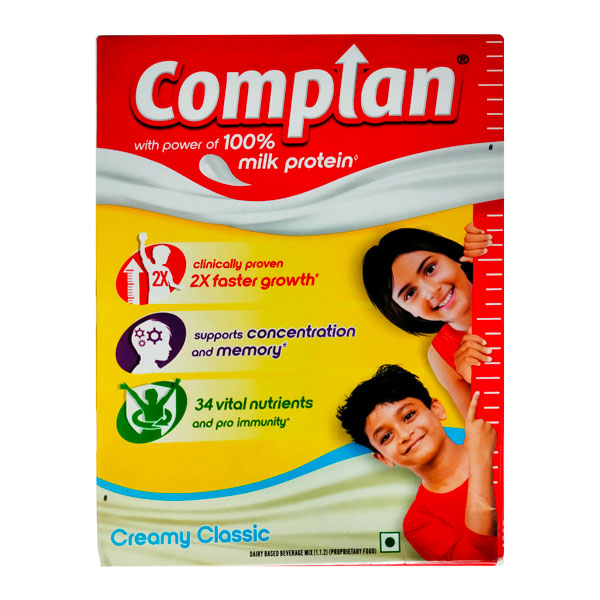 Complan®
with power of 100%
milk protein◊
2X
clinically proven
2X faster growth*
supports concentration
and memory*
34 vital nutrients
and pro immunity*
Creamy Classic
DAIRY BASED BEVERAGE MIX (1.1.2) (PROPRIETARY FOOD)